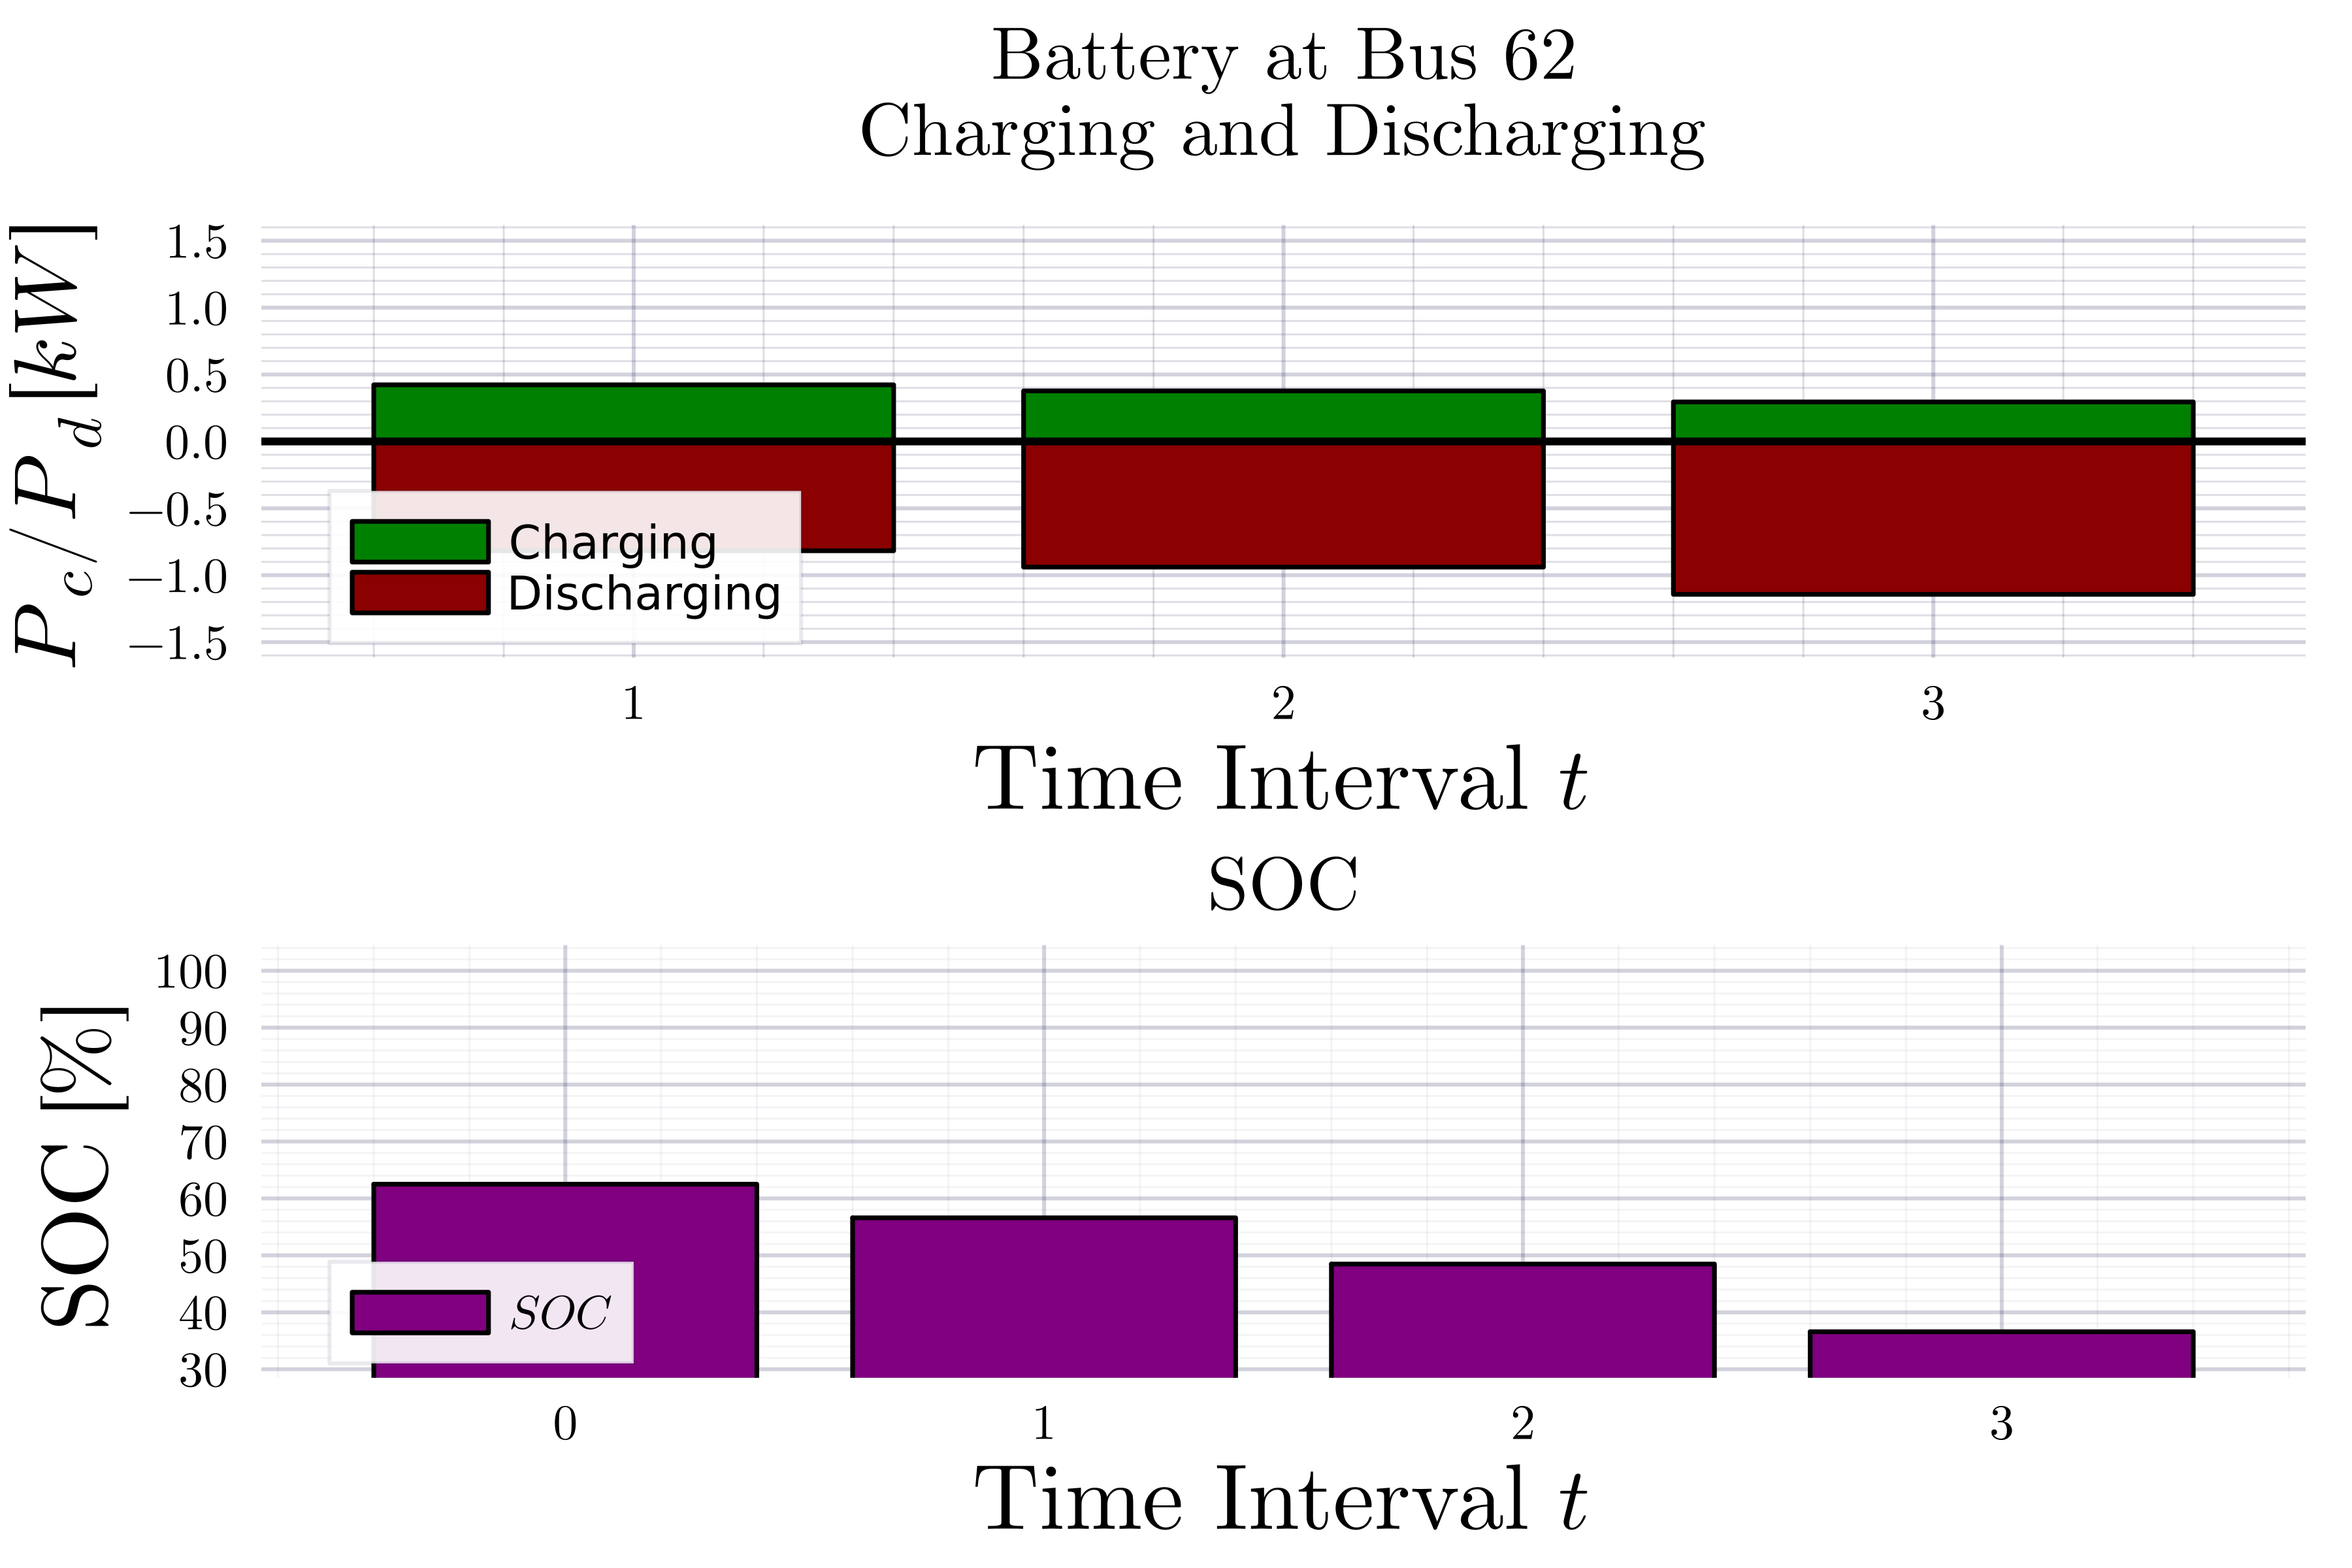 Battery at Bus 62
Charging and Discharging
P_c/P_d [kW]
1.5
1.0
0.5
0.0
−0.5
−1.0
−1.5
Charging
Discharging
1 2 3
Time Interval t
SOC
SOC [%]
100
90
80
70
60
50
40
30
SOC
0 1 2 3
Time Interval t